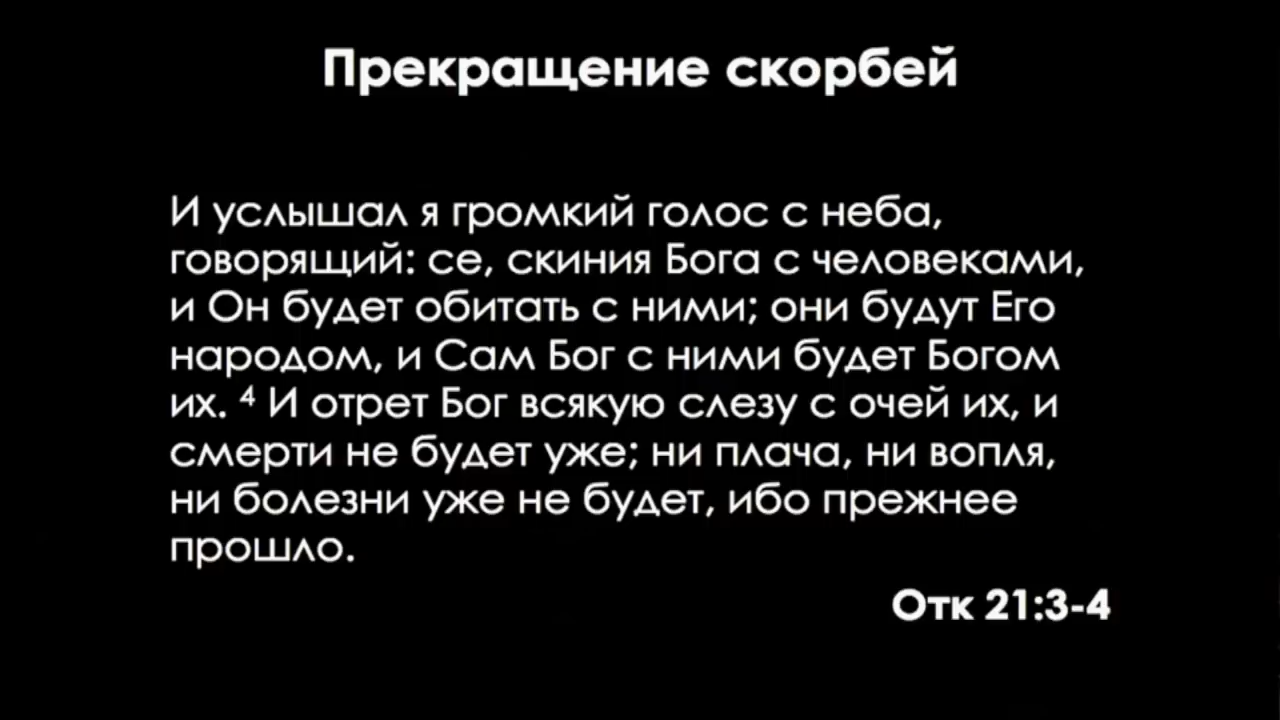 Прекращение скорбей
И услышал я громкий голос с неба,
говорящий: се, скиния Бога с человеками,
и Он будет обитать с ними; они будут Его
народом, и Сам Бог с ними будет Богом
их. ⁴ И отрет Бог всякую слезу с очей их, и
смерти не будет уже; ни плача, ни вопля,
ни болезни уже не будет, ибо прежнее
прошло.
Отк 21:3-4